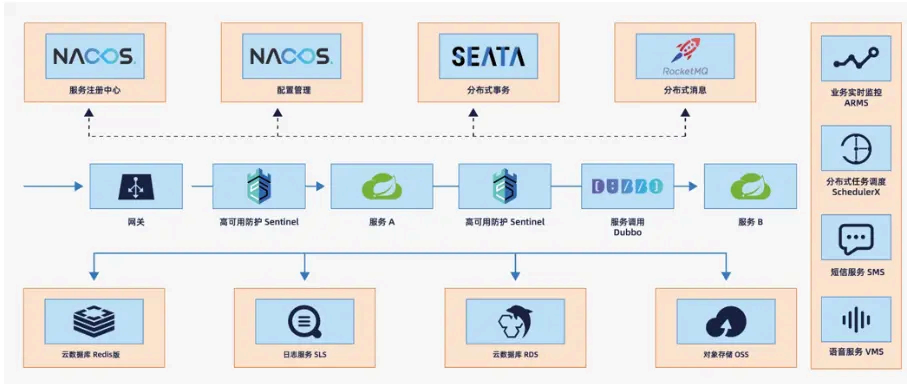 NACOS.
NACOS.
SEATA
RocketMQ
服务注册中心
配置管理
分布式事务
分布式消息
业务实时监控
ARMS
网关
高可用防护 Sentinel
服务 A
高可用防护 Sentinel
DUBBO
服务调用
Dubbo
服务 B
分布式任务调度
SchedulerX
短信服务 SMS
云数据库 Redis版
日志服务 SLS
云数据库 RDS
对象存储 OSS
语音服务 VMS